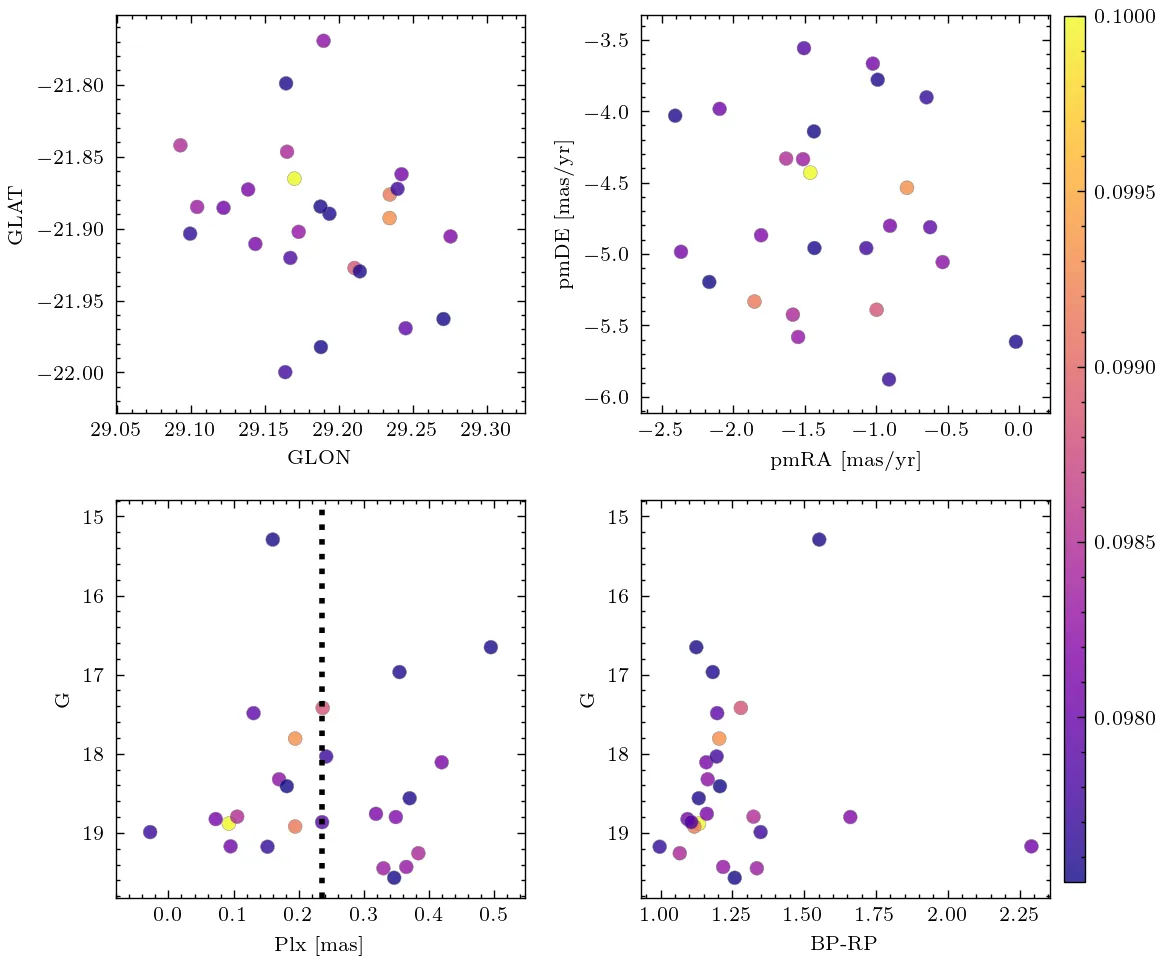 −21.80
−21.85
−21.90
−21.95
−22.00
GLAT
29.05 29.10 29.15 29.20 29.25 29.30
GLON
−3.5
−4.0
−4.5
−5.0
−5.5
−6.0
pmDE [mas/yr]
−2.5 −2.0 −1.5 −1.0 −0.5 0.0
pmRA [mas/yr]
0.1000
0.0995
0.0990
0.0985
0.0980
15
16
17
18
19
G
0.0 0.1 0.2 0.3 0.4 0.5
Plx [mas]
15
16
17
18
19
G
1.00 1.25 1.50 1.75 2.00 2.25
BP-RP